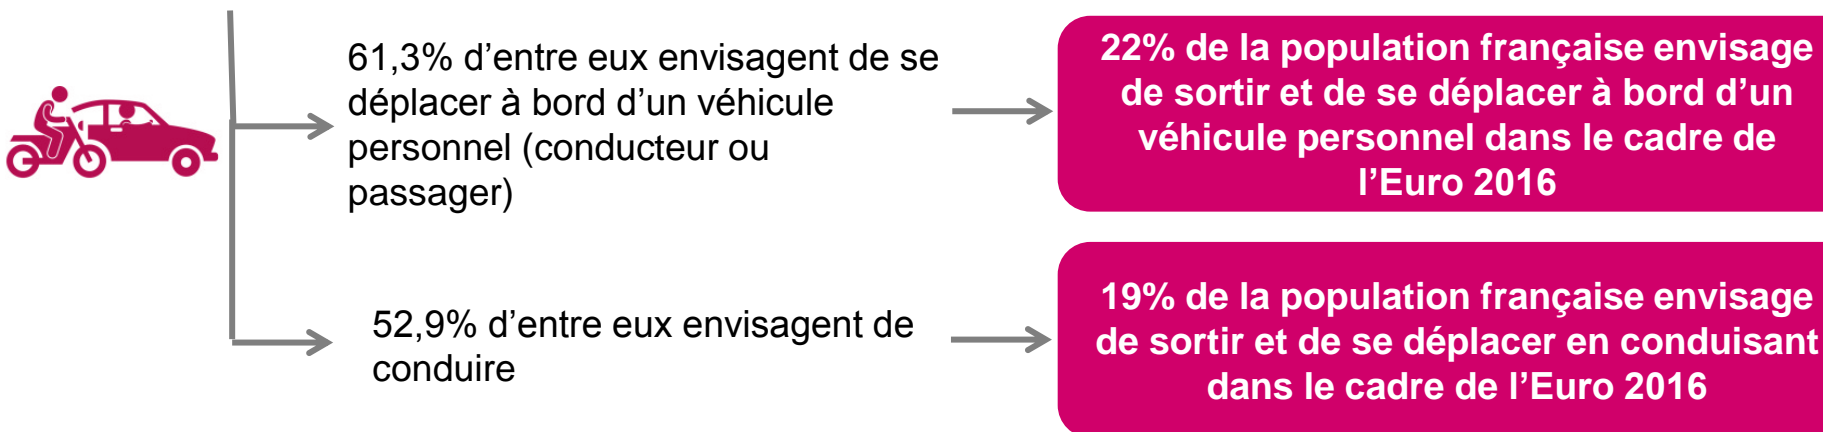 61,3% d’entre eux envisagent de se
déplacer à bord d’un véhicule
personnel (conducteur ou
passager)
22% de la population française envisage
de sortir et de se déplacer à bord d’un
véhicule personnel dans le cadre de
l’Euro 2016
52,9% d’entre eux envisagent de
conduire
19% de la population française envisage
de sortir et de se déplacer en conduisant
dans le cadre de l’Euro 2016